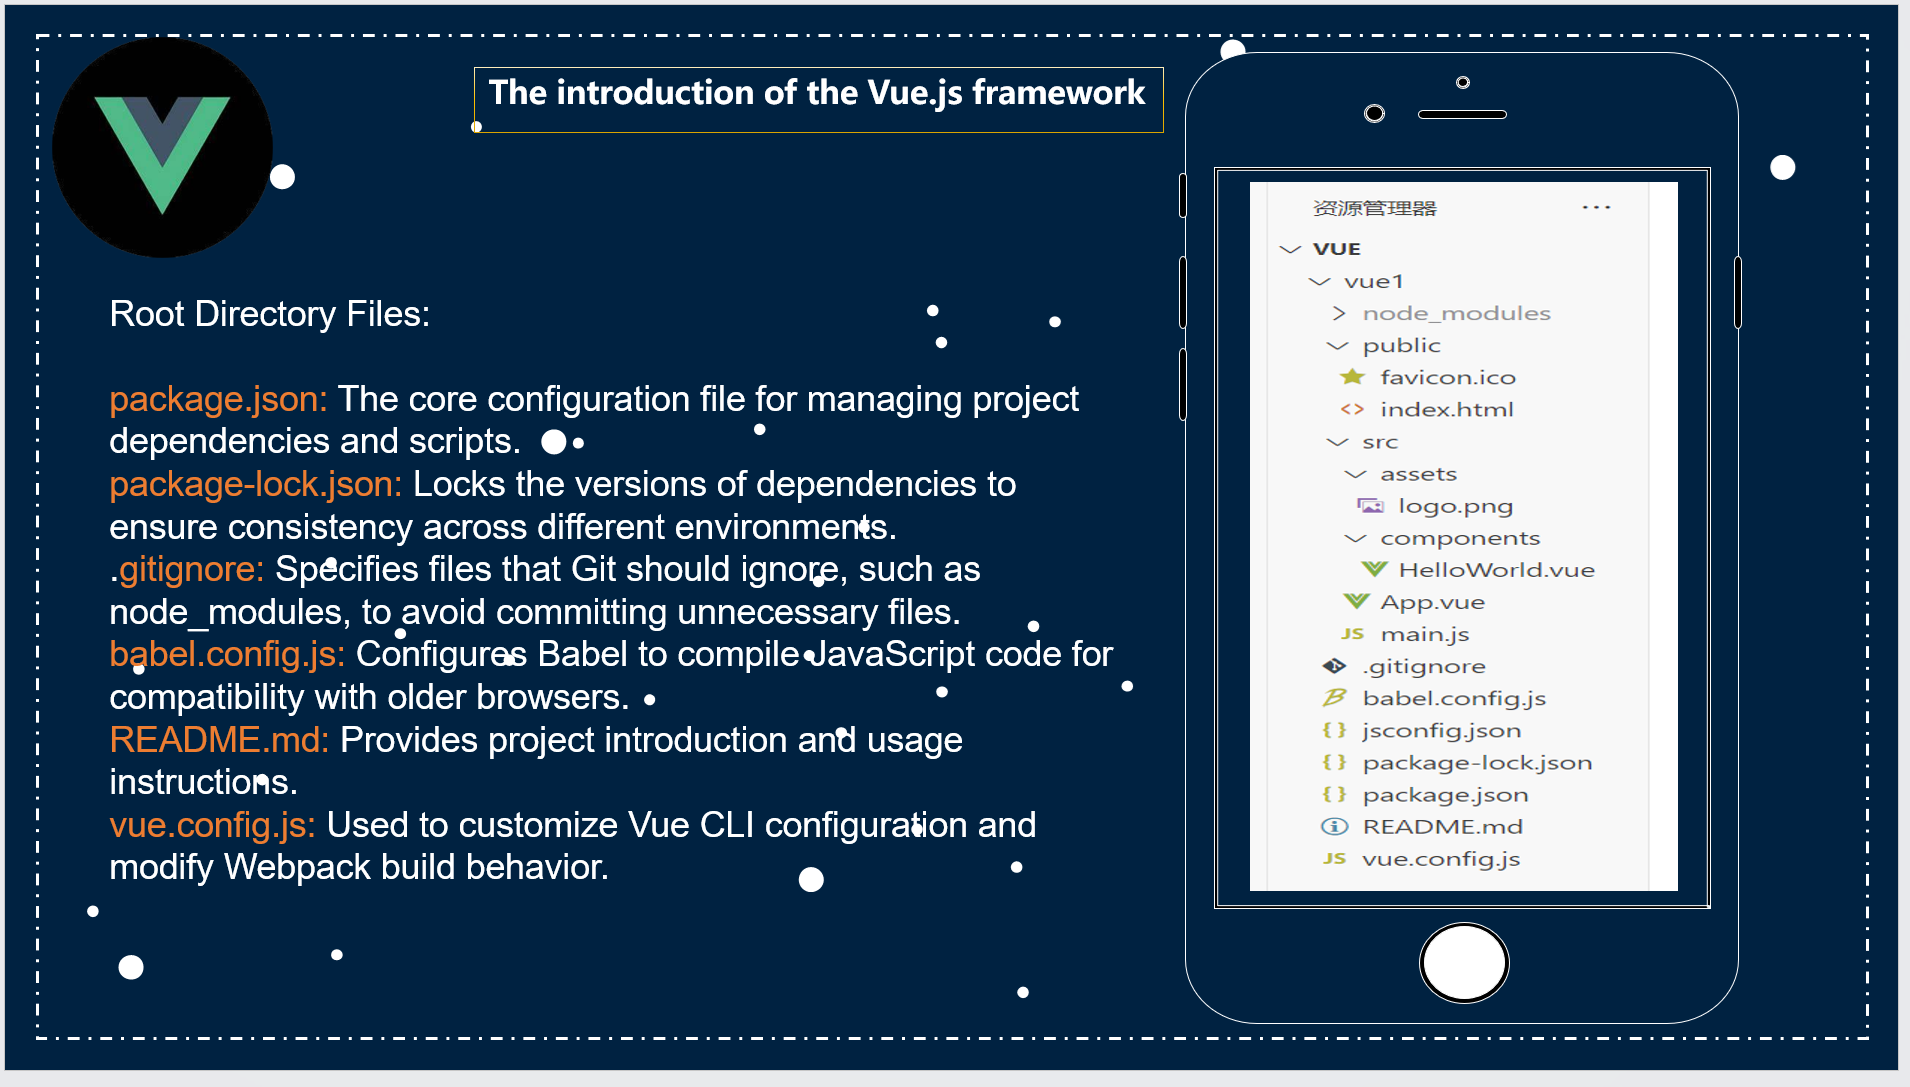 The introduction of the Vue.js framework
Root Directory Files:
package.json: The core configuration file for managing project
dependencies and scripts.
package-lock.json: Locks the versions of dependencies to
ensure consistency across different environments.
.gitignore: Specifies files that Git should ignore, such as
node_modules, to avoid committing unnecessary files.
babel.config.js: Configures Babel to compile JavaScript code for
compatibility with older browsers.
README.md: Provides project introduction and usage
instructions.
vue.config.js: Used to customize Vue CLI configuration and
modify Webpack build behavior.
资源管理器 ...
VUE
vue1
node_modules
public
favicon.ico
<> index.html
src
assets
logo.png
components
HelloWorld.vue
App.vue
JS main.js
.gitignore
babel.config.js
{} jsconfig.json
{} package-lock.json
{} package.json
README.md
JS vue.config.js